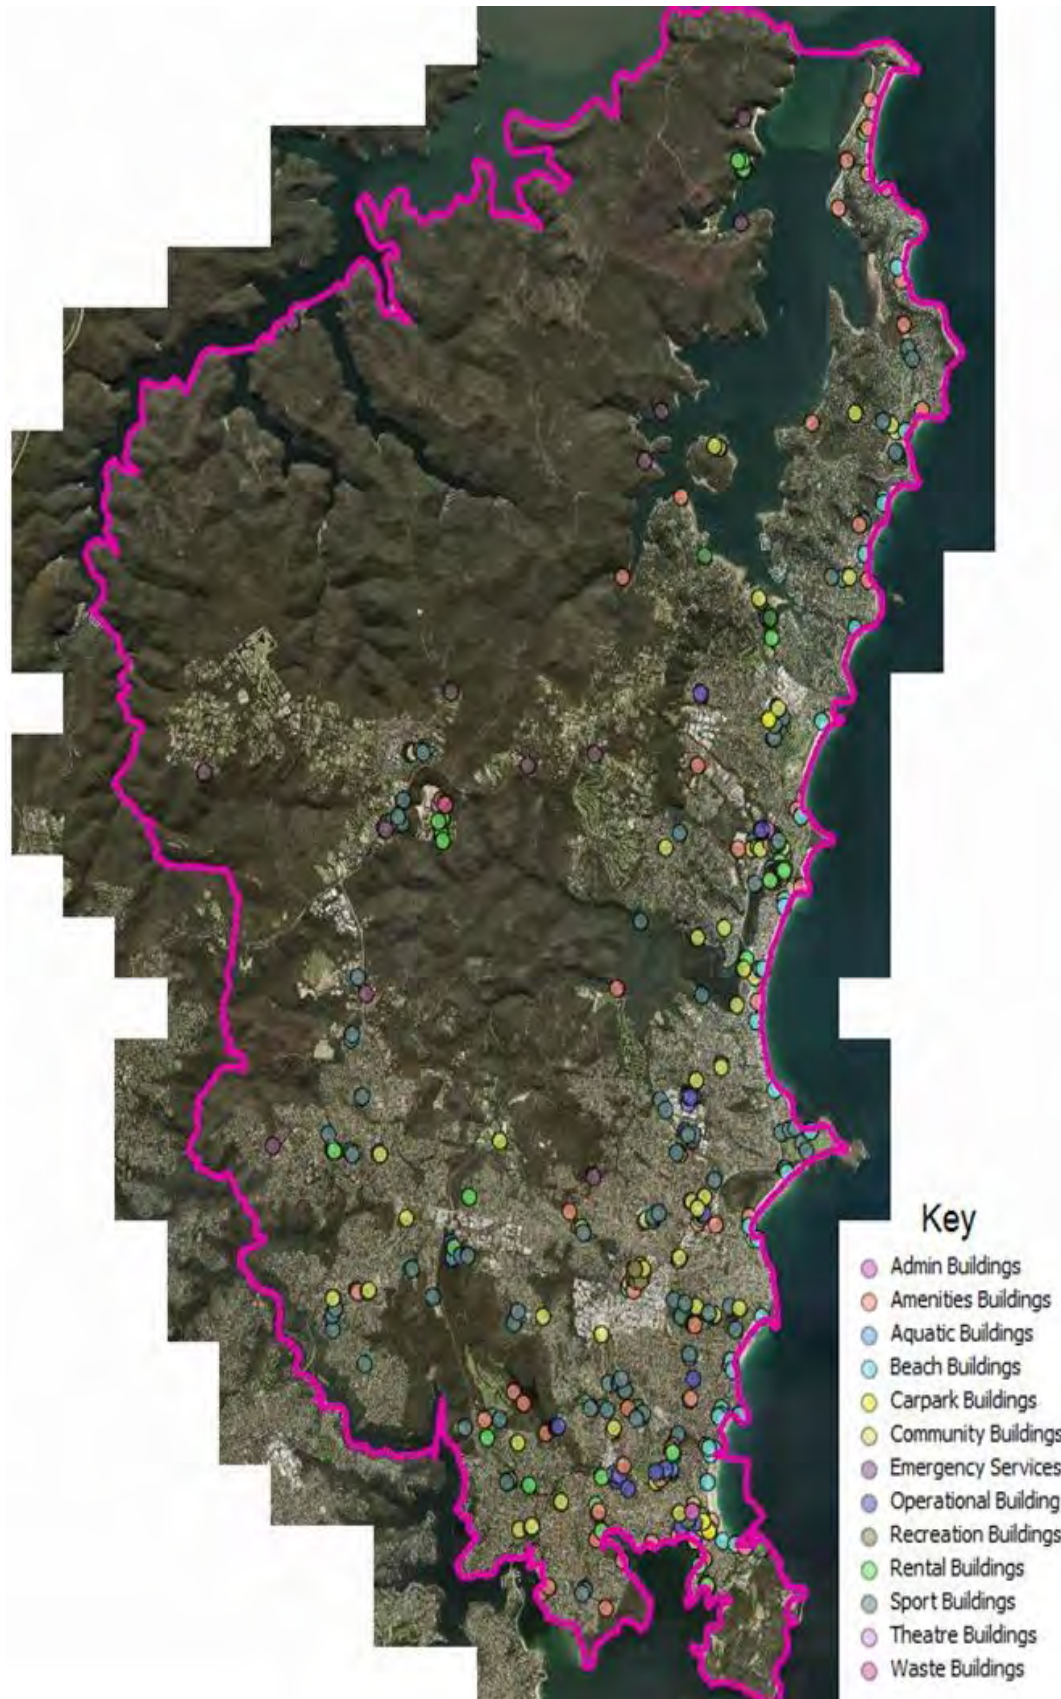 Key
Admin Buildings
Amenities Buildings
Aquatic Buildings
Beach Buildings
Carpark Buildings
Community Buildings
Emergency Services
Operational Building
Recreation Buildings
Rental Buildings
Sport Buildings
Theatre Buildings
Waste Buildings